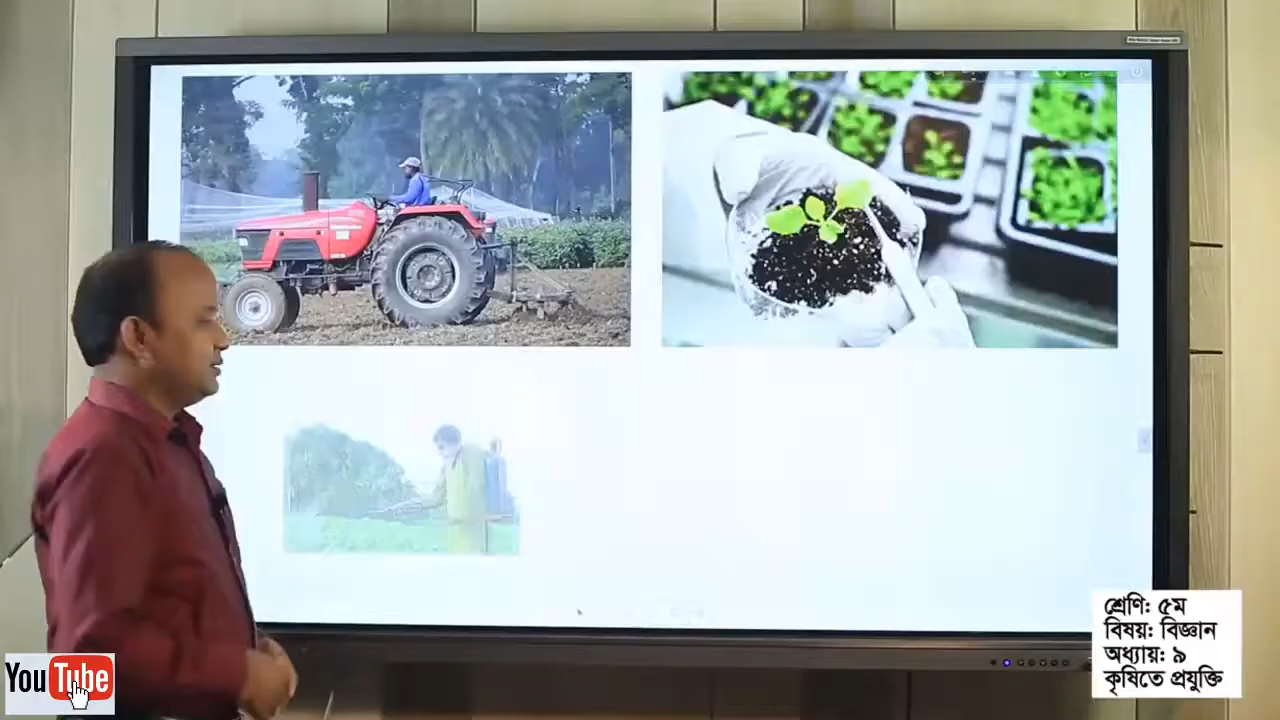 শ্রেণি: ৫ম
বিষয়: বিজ্ঞান
অধ্যায়: ৯
কৃষিতে প্রযুক্তি
YouTube